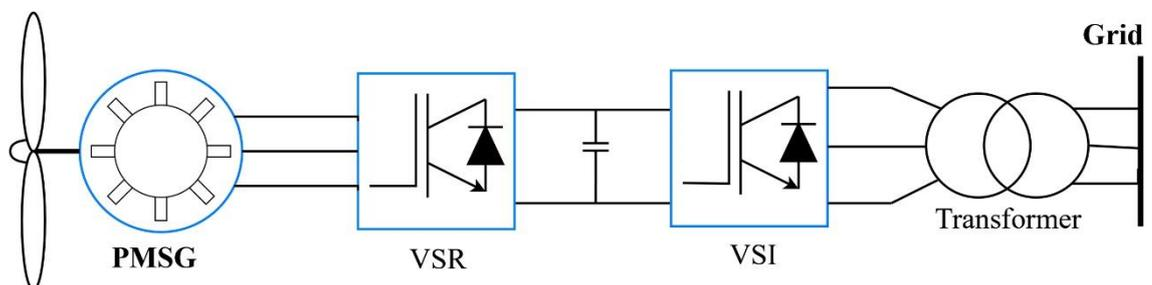 Grid
PMSG
VSR
VSI
Transformer